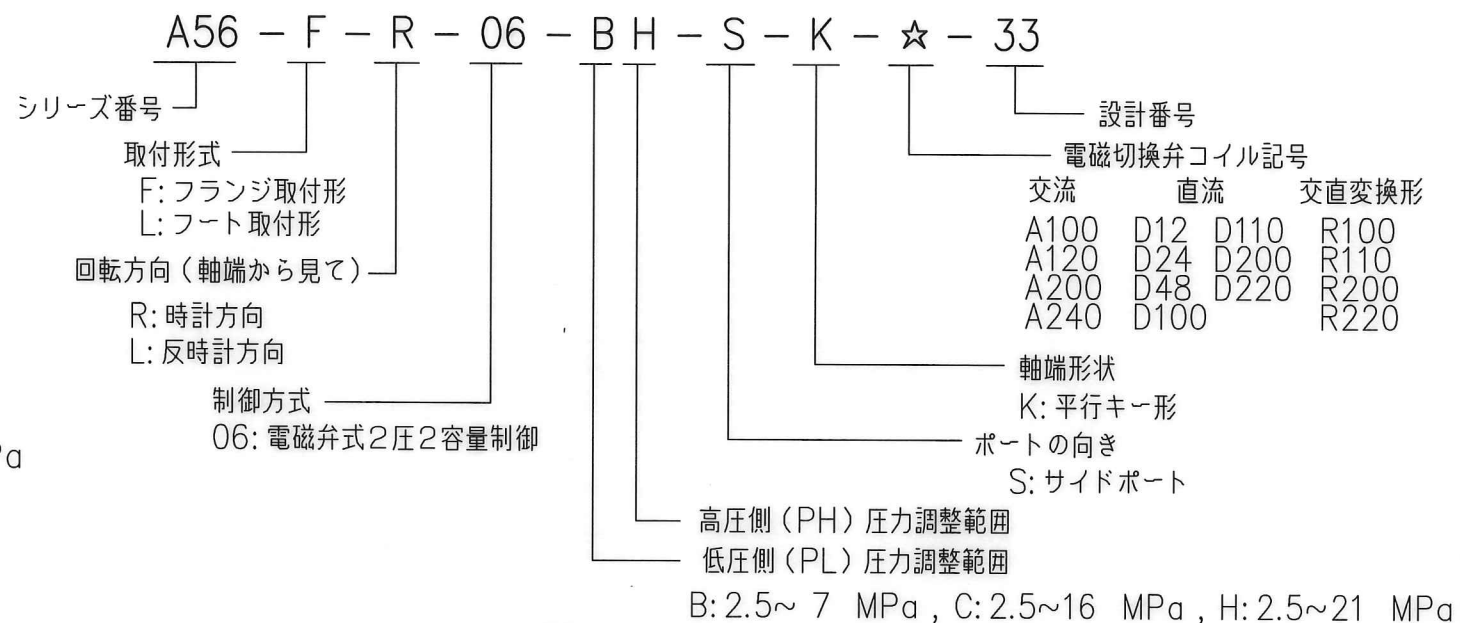 A56 - F - R - 06 - B H - S - K - ☆ - 33
シリーズ番号
設計番号
取付形式
F: フランジ取付形
L: フート取付形
電磁切換弁コイル記号
交流 直流 交直変換形
A100 D12 D110 R100
A120 D24 D200 R110
A200 D48 D220 R200
A240 D100 R220
回転方向(軸端から見て)
R: 時計方向
L: 反時計方向
軸端形状
K: 平行キー形
制御方式
06: 電磁弁式2圧2容量制御
ポートの向き
S: サイドポート
高圧側(PH)圧力調整範囲
低圧側(PL)圧力調整範囲
B: 2.5~ 7 MPa , C: 2.5~16 MPa , H: 2.5~21 MPa